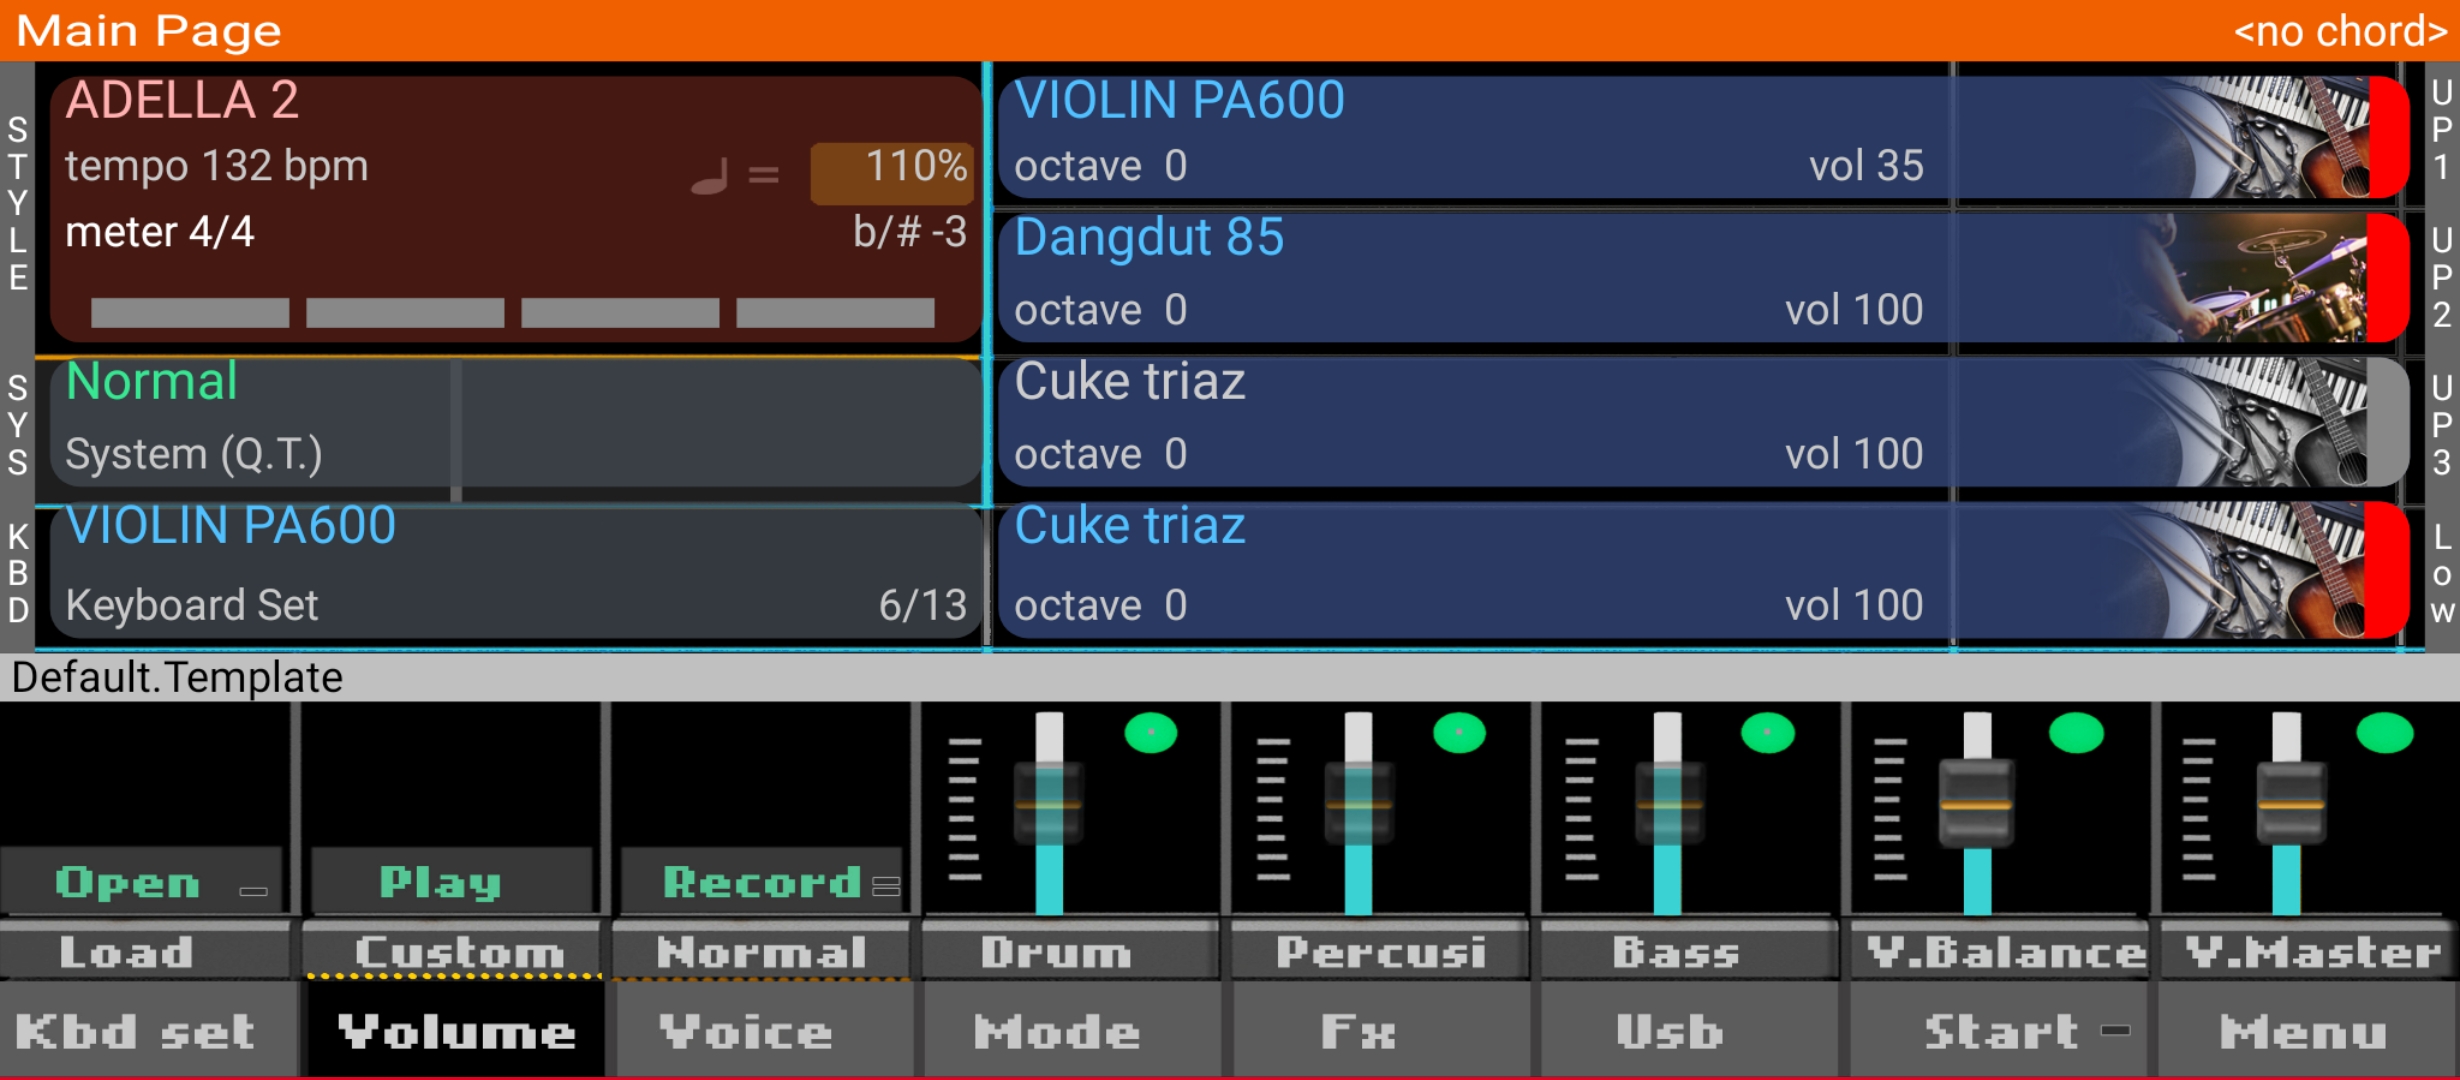 Main Page
<no chord>
STYLE
ADELLA 2
tempo 132 bpm
= 110%
meter 4/4
b/# -3
SYS
Normal
System (Q.T.)
KBD
VIOLIN PA600
Keyboard Set
6/13
VIOLIN PA600
octave 0
vol 35
UP1
Dangdut 85
octave 0
vol 100
UP2
Cuke triaz
octave 0
vol 100
UP3
Cuke triaz
octave 0
vol 100
Low
Default.Template
Open
Play
Record
Load
Custom
Normal
Drum
Percusi
Bass
V.Balance
V.Master
Kbd set
Volume
Voice
Mode
Fx
Usb
Start
Menu